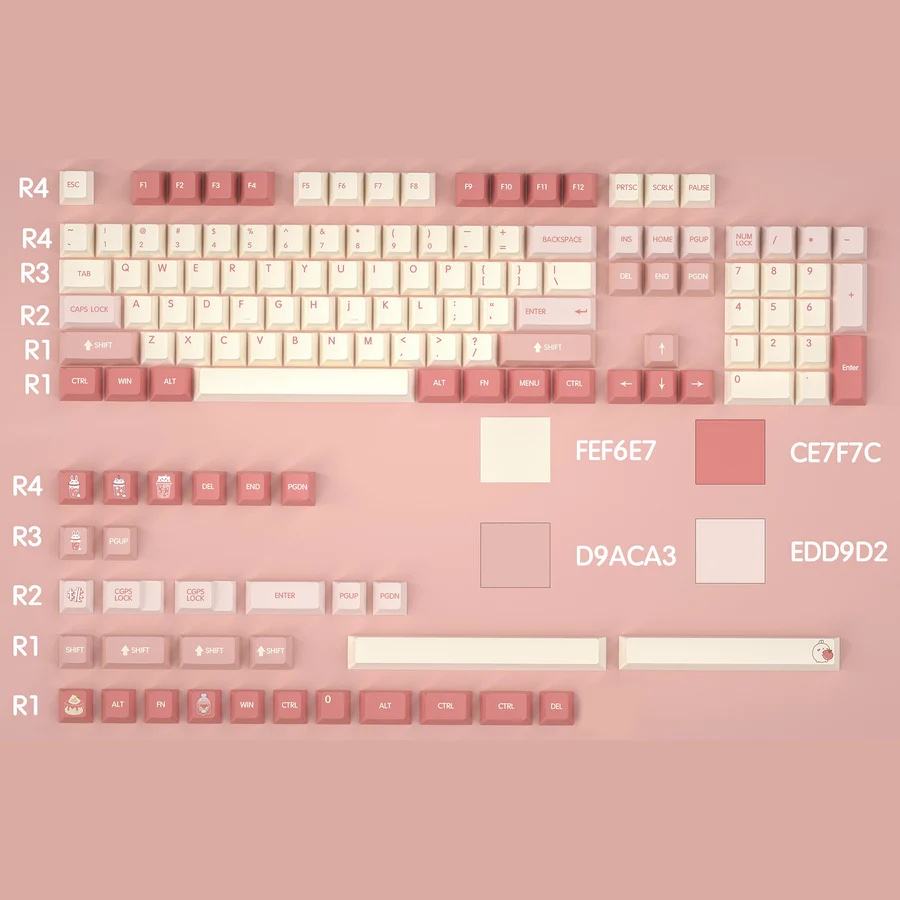 R4 ESC F1 F2 F3 F4 F5 F6 F7 F8 F9 F10 F11 F12 PRTSC SCRLK PAUSE
R4 ~ - ! 1 @ 2 # 3 $ 4 % 5 ^ 6 & 7 * 8 ( 9 ) 0 — - + = BACKSPACE INS HOME PGUP NUM LOCK / * -
R3 TAB Q W E R T Y U I O P { [ } ] | \ DEL END PGDN 7 8 9 +
R2 CAPS LOCK A S D F G H j K L : ; " ' ENTER 4 5 6
R1 SHIFT Z X C V B N M < , > . ? / SHIFT ↑ 1 2 3 Enter
R1 CTRL WIN ALT ALT FN MENU CTRL ← ↓ → 0 .
FEF6E7 CE7F7C
R4 DEL END PGDN
D9ACA3 EDD9D2
R3 PGUP
R2 CGPS LOCK CGPS LOCK ENTER PGUP PGDN
R1 SHIFT SHIFT SHIFT SHIFT
R1 ALT FN WIN CTRL 0 ALT CTRL CTRL DEL